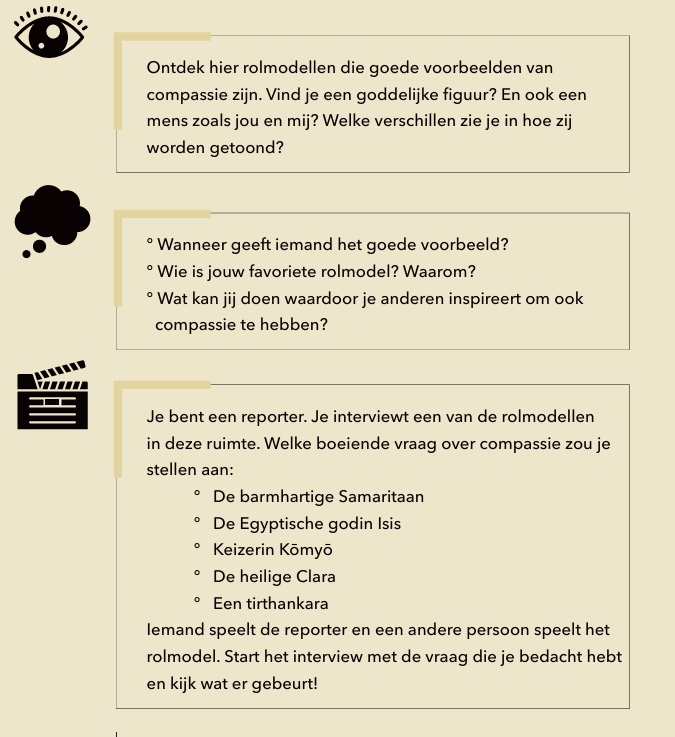 Ontdek hier rolmodellen die goede voorbeelden van
compassie zijn. Vind je een goddelijke figuur? En ook een
mens zoals jou en mij? Welke verschillen zie je in hoe zij
worden getoond?
° Wanneer geeft iemand het goede voorbeeld?
° Wie is jouw favoriete rolmodel? Waarom?
° Wat kan jij doen waardoor je anderen inspireert om ook
compassie te hebben?
Je bent een reporter. Je interviewt een van de rolmodellen
in deze ruimte. Welke boeiende vraag over compassie zou je
stellen aan:
° De barmhartige Samaritaan
° De Egyptische godin Isis
° Keizerin Kōmyō
° De heilige Clara
° Een tirthankara
Iemand speelt de reporter en een andere persoon speelt het
rolmodel. Start het interview met de vraag die je bedacht hebt
en kijk wat er gebeurt!